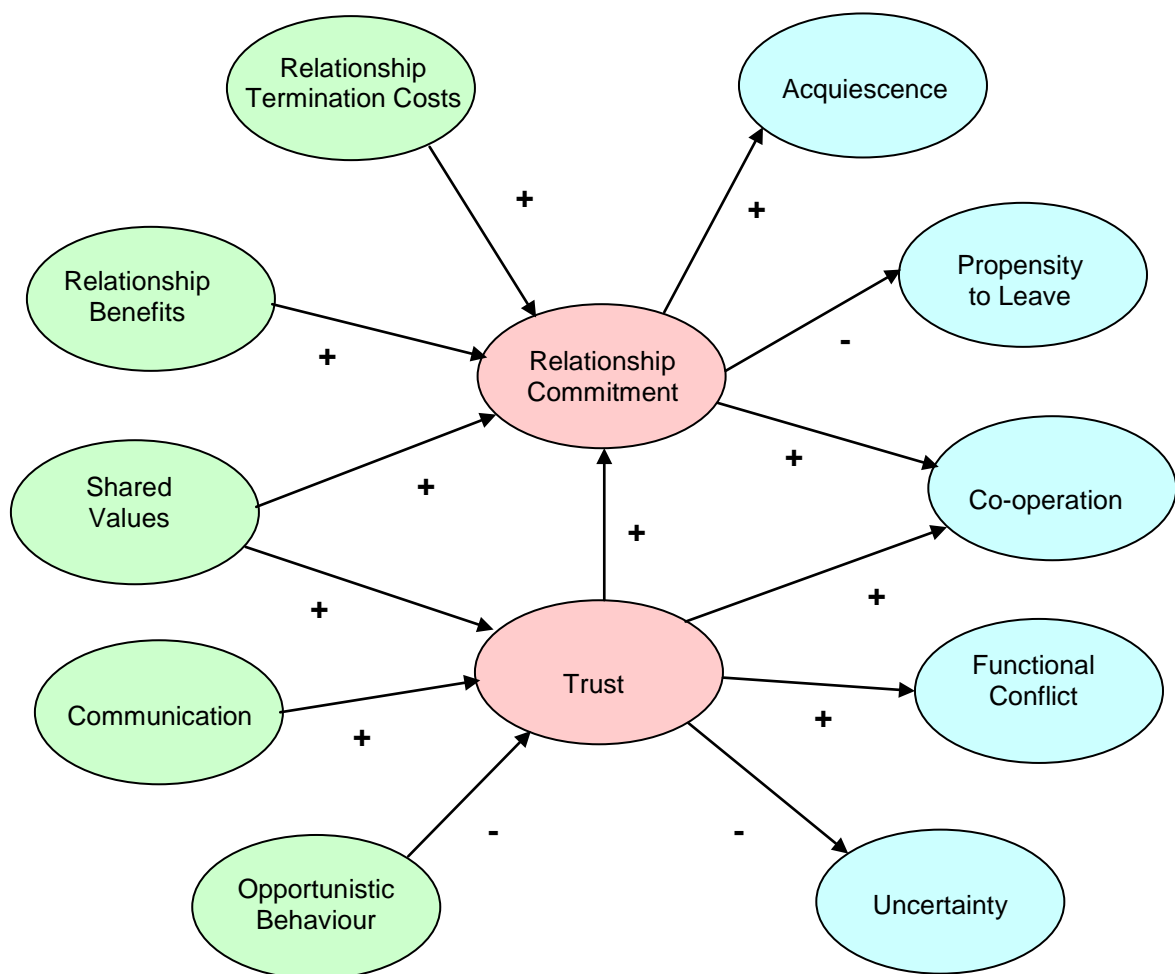 Relationship
Termination Costs
Acquiescence
+
+
Relationship
Benefits
Propensity
to Leave
+
-
Relationship
Commitment
Shared
Values
+
+
Co-operation
+
+
+
Communication
Trust
Functional
Conflict
+
+
-
-
Opportunistic
Behaviour
Uncertainty